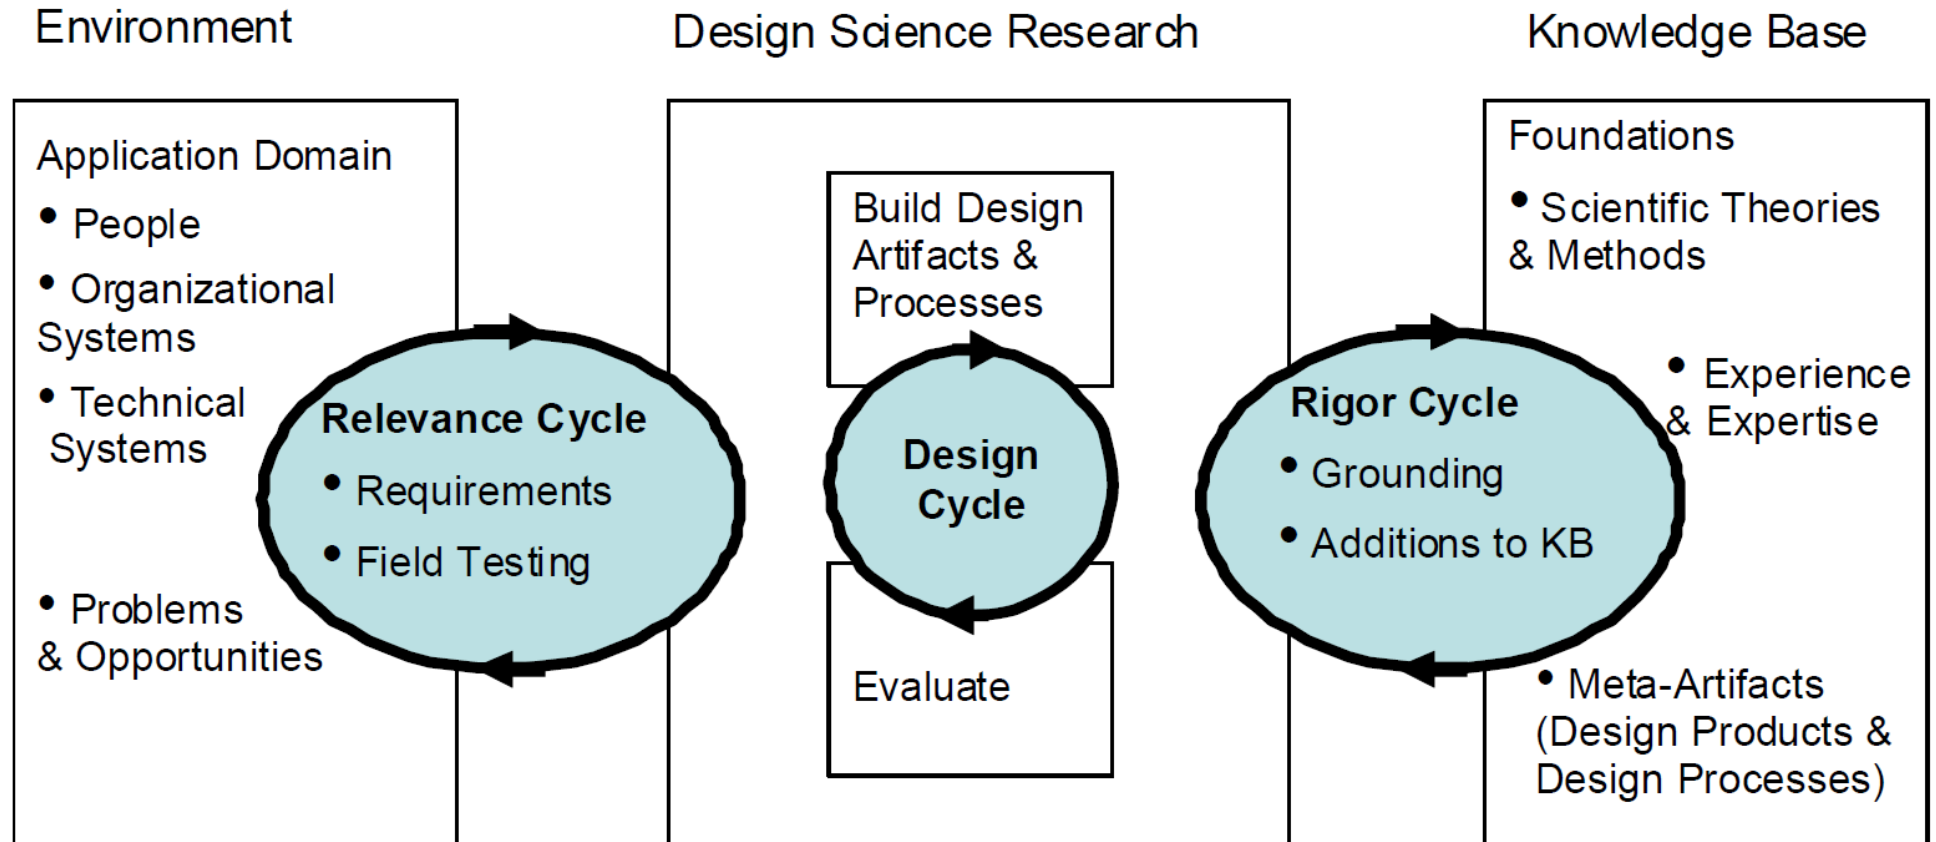 Environment
Design Science Research
Knowledge Base
Application Domain
• People
• Organizational
Systems
• Technical
Systems
• Problems
& Opportunities
Relevance Cycle
• Requirements
• Field Testing
Build Design
Artifacts &
Processes
Design
Cycle
Evaluate
Rigor Cycle
• Grounding
• Additions to KB
Foundations
• Scientific Theories
& Methods
• Experience
& Expertise
• Meta-Artifacts
(Design Products &
Design Processes)